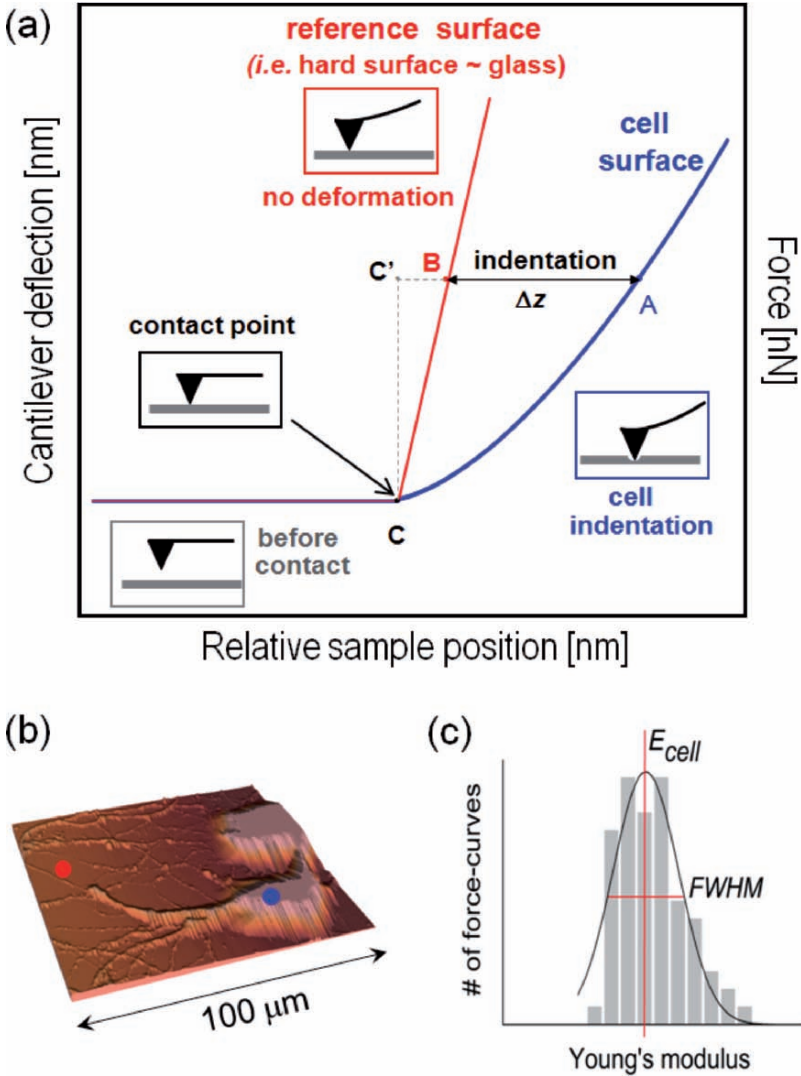 (a)
reference surface
(i.e. hard surface ~ glass)
no deformation
cell
surface
C'
B
indentation
Δz
A
contact point
C
before
contact
cell
indentation
Cantilever deflection [nm]
Force [nN]
Relative sample position [nm]
(b)
100 μm
(c)
E_cell
FWHM
# of force-curves
Young's modulus